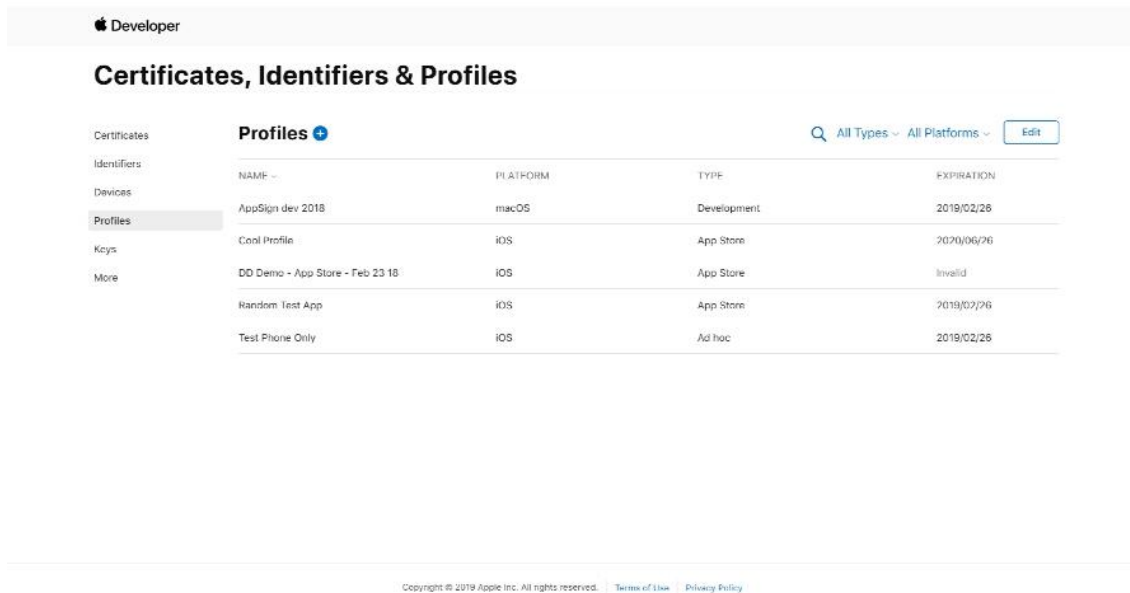 Developer
Certificates, Identifiers & Profiles
Certificates
Identifiers
Devices
Profiles
Keys
More
Profiles
All Types All Platforms Edit
NAME PLATFORM TYPE EXPIRATION
AppSign dev 2018 macOS Development 2019/02/26
Cool Profile iOS App Store 2020/06/26
DD Demo - App Store - Feb 23 18 iOS App Store Invalid
Random Test App iOS App Store 2019/02/26
Test Phone Only iOS Ad hoc 2019/02/26
Copyright © 2019 Apple Inc. All rights reserved. Terms of Use Privacy Policy